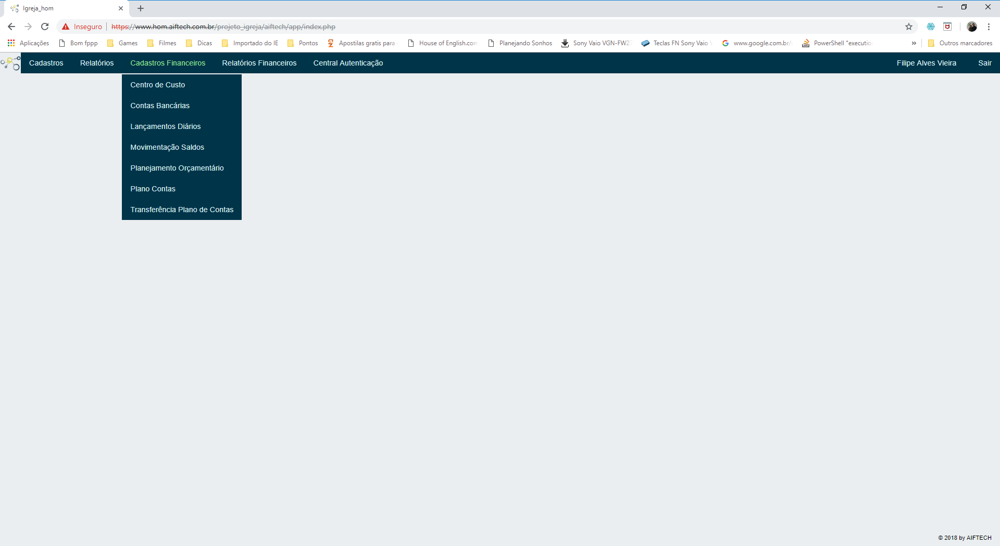 Igreja_hom
Inseguro https://www.hom.aiftech.com.br/projeto_igreja/aiftech/app/index.php
Aplicações Bom fppp Games Filmes Dicas Importado do IE Pontos Apostilas gratis para House of English.com Planejando Sonhos Sony Vaio VGN-FW27 Teclas FN Sony Vaio www.google.com.br/ PowerShell "executio » Outros marcadores
Cadastros Relatórios Cadastros Financeiros Relatórios Financeiros Central Autenticação Filipe Alves Vieira Sair
Centro de Custo
Contas Bancárias
Lançamentos Diários
Movimentação Saldos
Planejamento Orçamentário
Plano Contas
Transferência Plano de Contas
© 2018 by AIFTECH